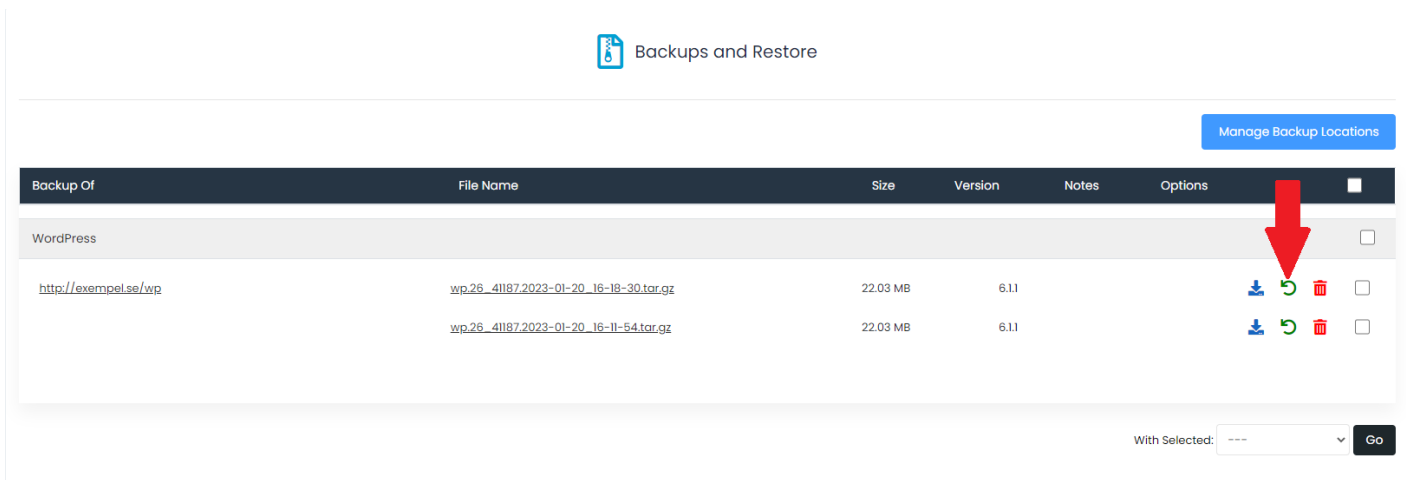 Backups and Restore
Manage Backup Locations
Backup Of File Name Size Version Notes Options
WordPress
http://exempel.se/wp wp.26_41187.2023-01-20_16-18-30.tar.gz 22.03 MB 6.1.1
wp.26_41187.2023-01-20_16-11-54.tar.gz 22.03 MB 6.1.1
With Selected: --- Go